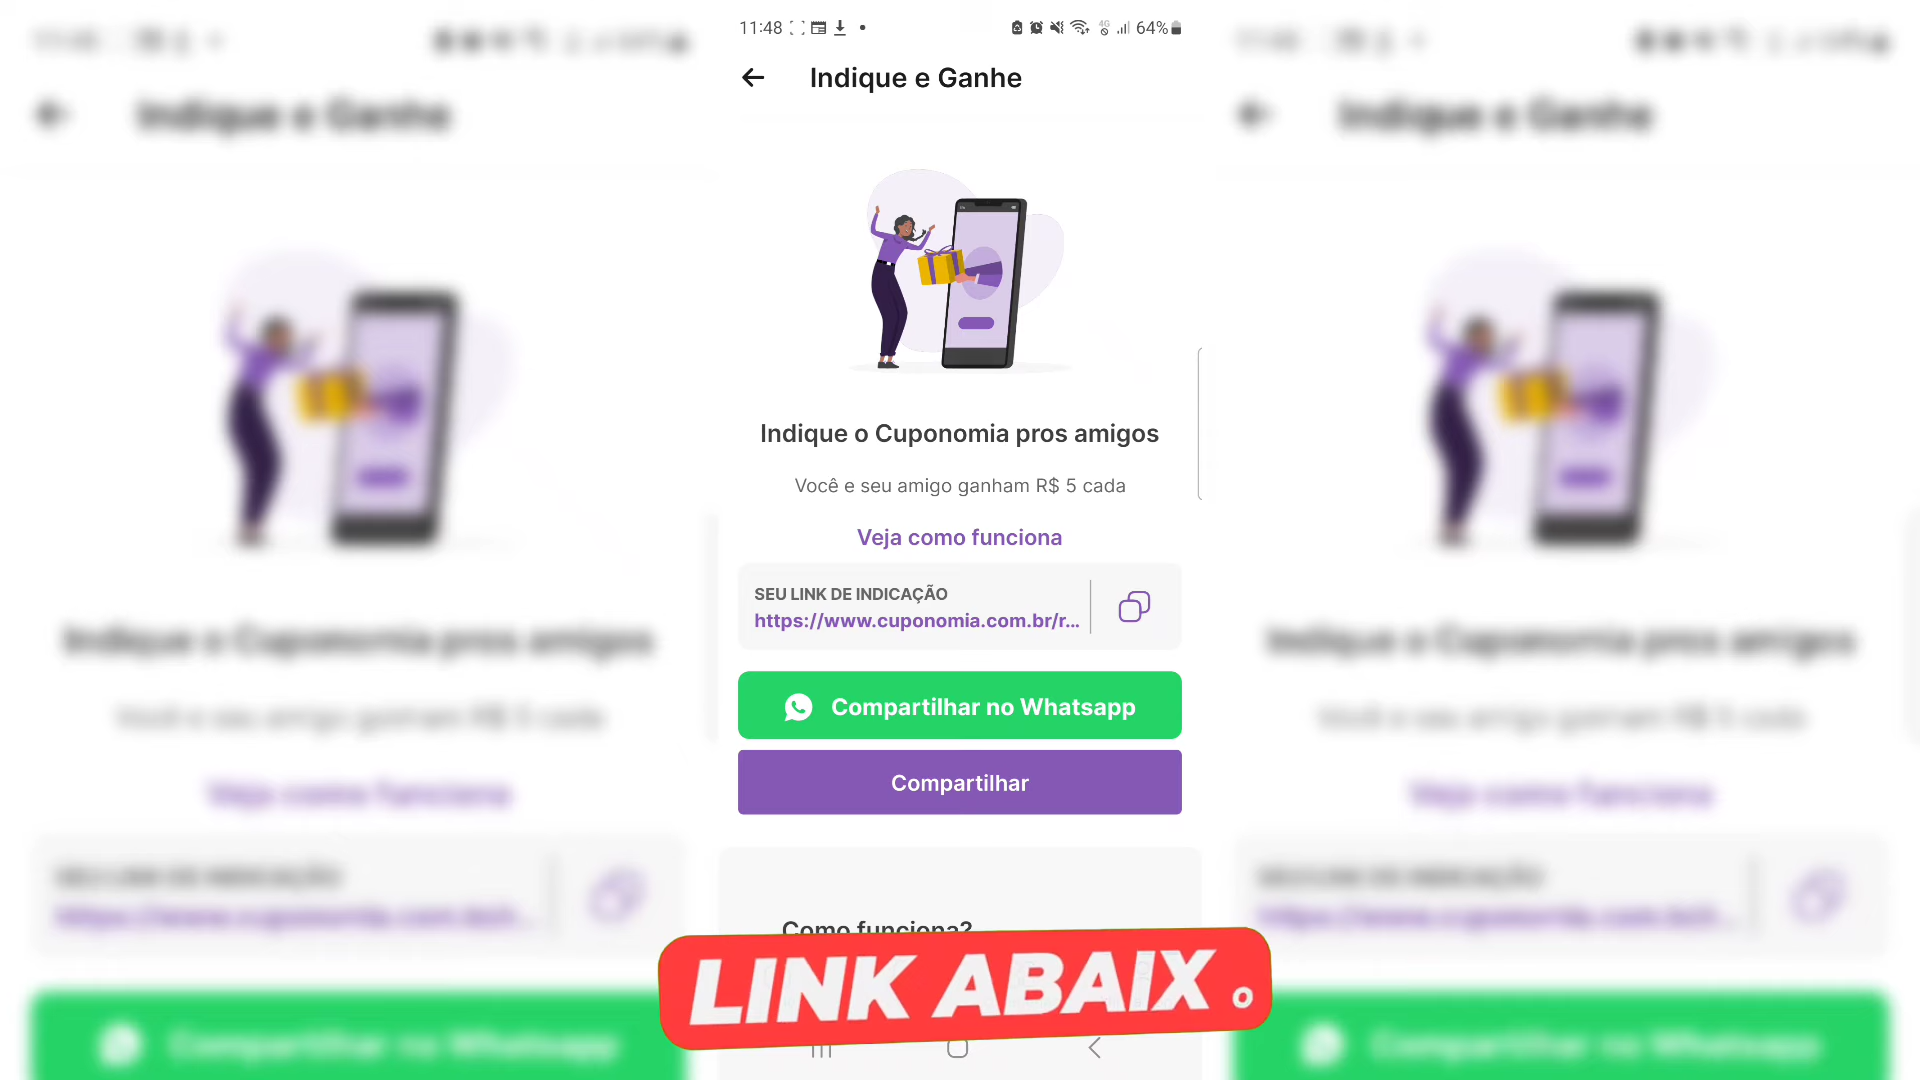 11:48
4G
64%
Indique e Ganhe
Indique o Cuponomia pros amigos
Você e seu amigo ganham R$ 5 cada
Veja como funciona
SEU LINK DE INDICAÇÃO
https://www.cuponomia.com.br/r...
Compartilhar no Whatsapp
Compartilhar
Como funciona?
LINK ABAIX o